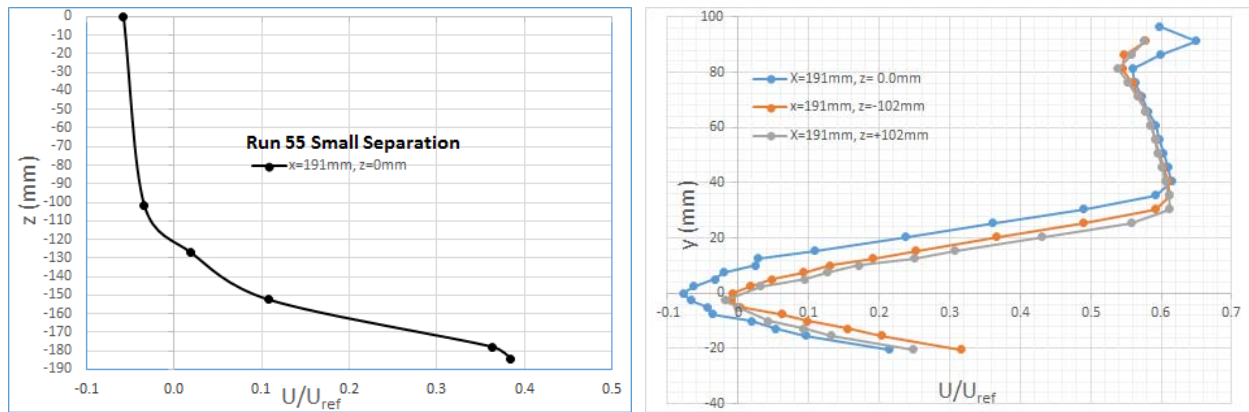 0
-10
-20
-30
-40
-50
-60
-70
-80
-90
-100
-110
-120
-130
-140
-150
-160
-170
-180
-190
z (mm)
Run 55 Small Separation
x=191mm, z=0mm
-0.1 0.0 0.1 0.2 0.3 0.4 0.5
U/Uref
100
80
60
40
20
0
-20
-40
y (mm)
X=191mm, z= 0.0mm
x=191mm, z=-102mm
X=191mm, z=+102mm
-0.1 0 0.1 0.2 0.3 0.4 0.5 0.6 0.7
U/Uref